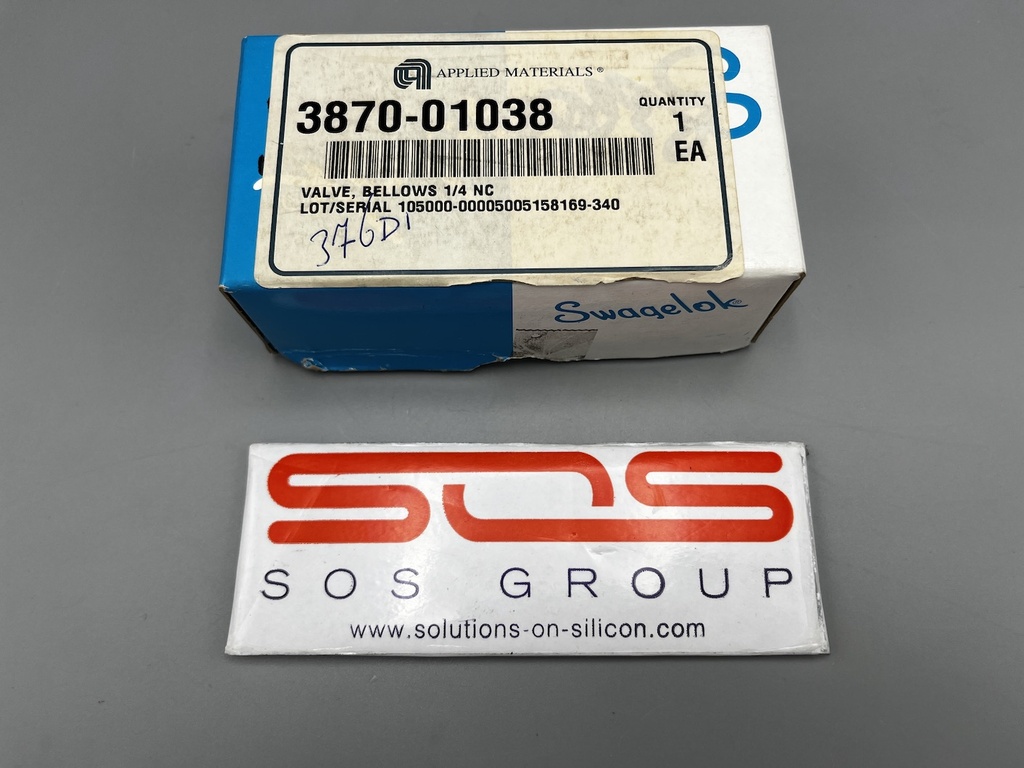 APPLIED MATERIALS®
3870-01038
QUANTITY
1
EA
VALVE, BELLOWS 1/4 NC
LOT/SERIAL 105000-00005005158169-340
376D1
Swagelok®
SOS
SOS GROUP
www.solutions-on-silicon.com